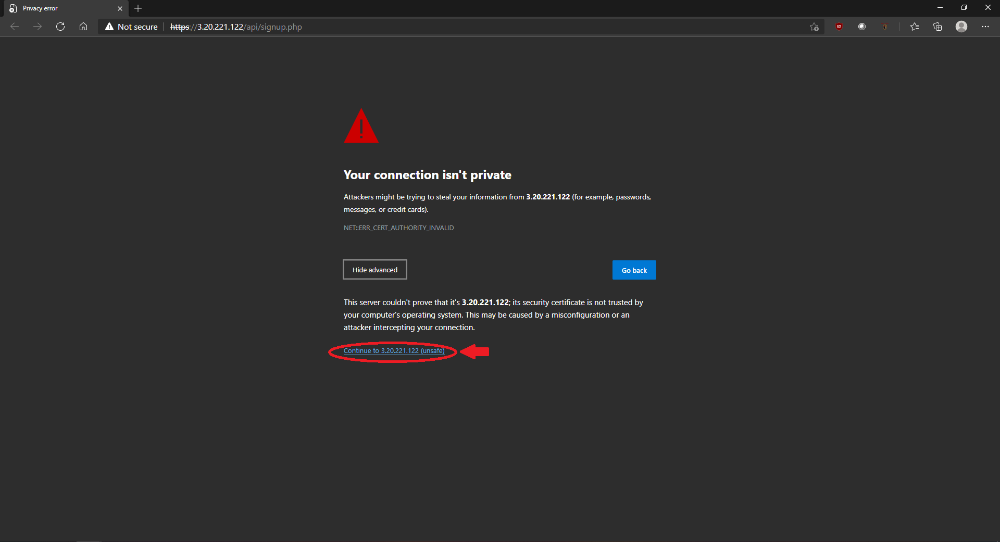 Privacy error
Not secure
https://3.20.221.122/api/signup.php
Your connection isn't private
Attackers might be trying to steal your information from 3.20.221.122 (for example, passwords,
messages, or credit cards).
NET::ERR_CERT_AUTHORITY_INVALID
Hide advanced
Go back
This server couldn't prove that it's 3.20.221.122; its security certificate is not trusted by
your computer's operating system. This may be caused by a misconfiguration or an
attacker intercepting your connection.
Continue to 3.20.221.122 (unsafe)